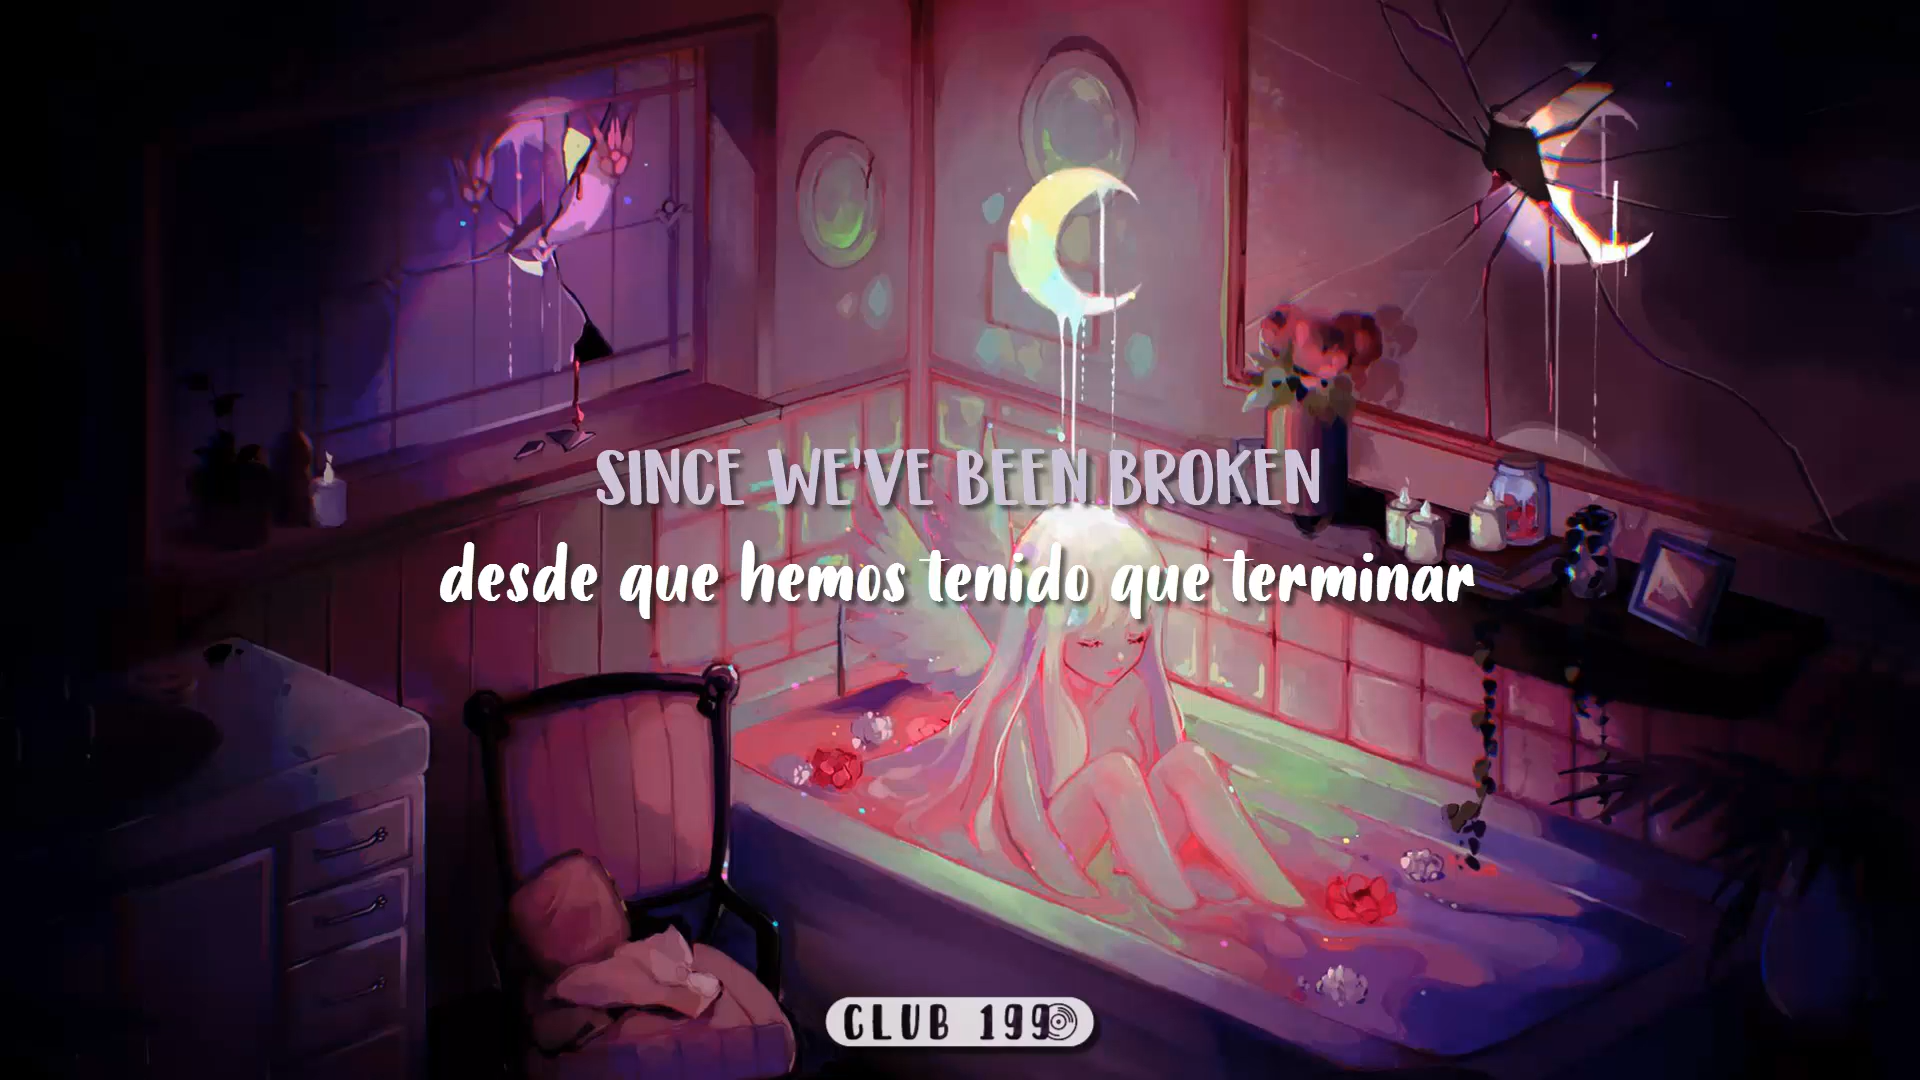 SINCE WE'VE BEEN BROKEN
desde que hemos tenido que terminar
CLUB 199